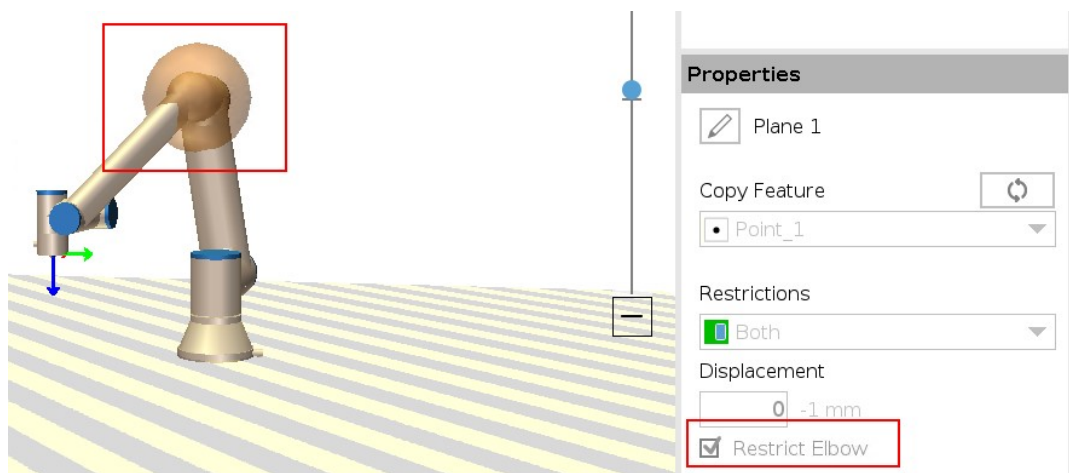 Properties
Plane 1
Copy Feature
Point_1
Restrictions
Both
Displacement
0 -1 mm
Restrict Elbow